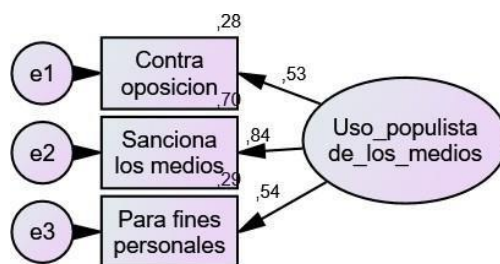 ,28
e1
Contra
oposicion
,53
,70
e2
Sanciona
los medios
,84
Uso_populista
de_los_medios
,29
e3
Para fines
personales
,54